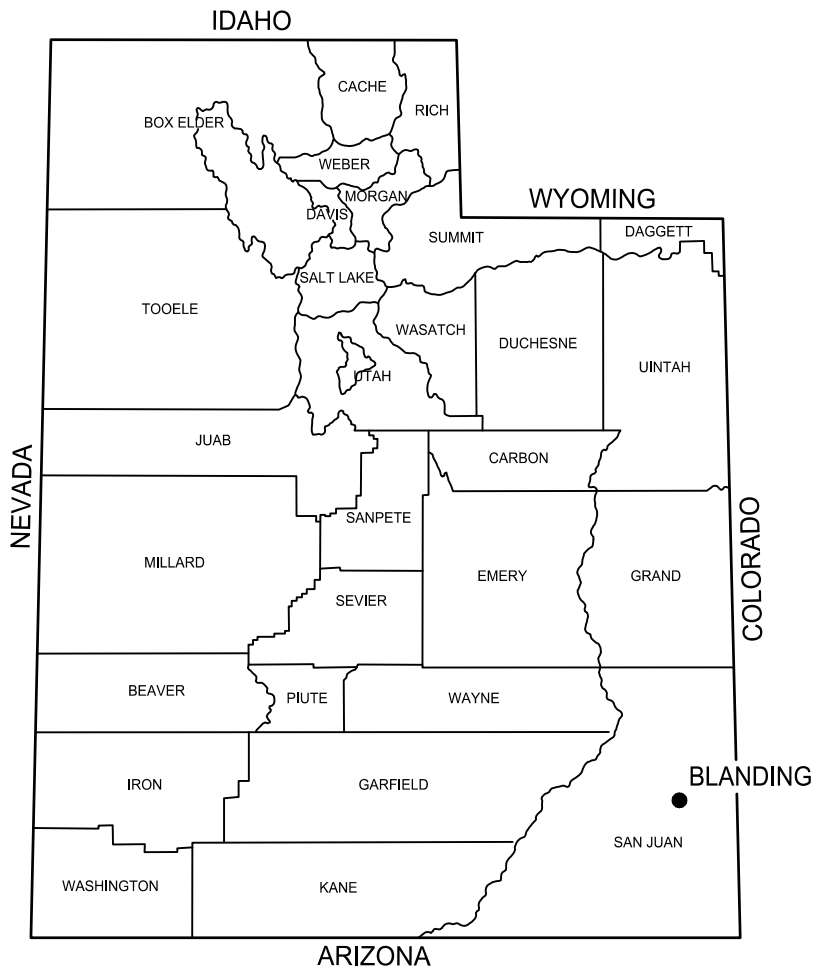 IDAHO
CACHE
RICH
BOX ELDER
WEBER
MORGAN
WYOMING
DAVIS
SUMMIT
DAGGETT
SALT LAKE
TOOELE
WASATCH
DUCHESNE
UINTAH
UTAH
JUAB
CARBON
NEVADA
SANPETE
MILLARD
EMERY
GRAND
COLORADO
SEVIER
BEAVER
PIUTE
WAYNE
BLANDING
IRON
GARFIELD
SAN JUAN
WASHINGTON
KANE
ARIZONA